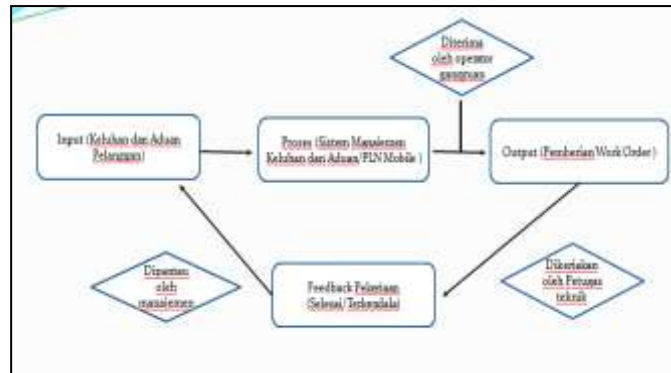 Diterima
oleh operator
gangguan
Input (Keluhan dan Aduan
Pelanggan)
Proses (Sistem Manajemen
Keluhan dan Aduan/PLN Mobile )
Output (Pemberian Work Order )
Dipantau
oleh
manajemen
Feedback Pekerjaan
(Selesai/Terkendala)
Dikerjakan
oleh Petugas
teknik